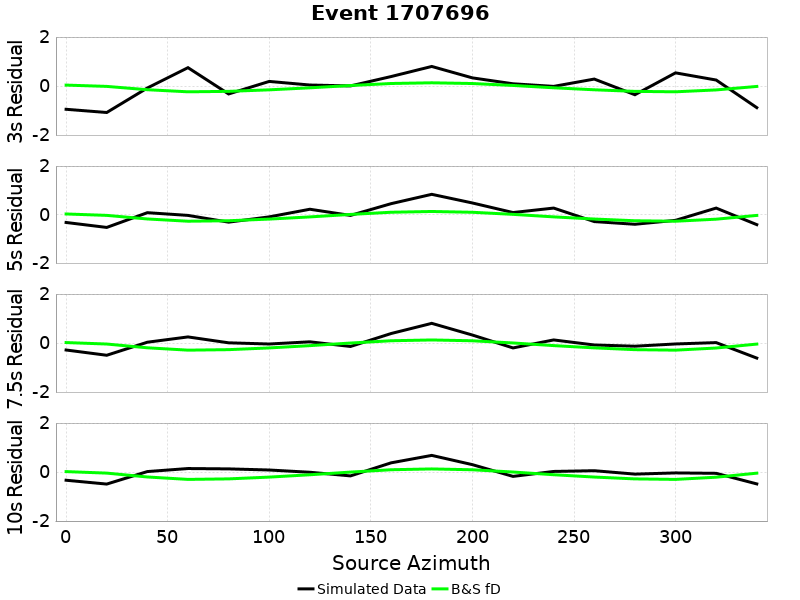 Event 1707696
3s Residual
2
0
-2
5s Residual
2
0
-2
7.5s Residual
2
0
-2
10s Residual
2
0
-2
0 50 100 150 200 250 300
Source Azimuth
Simulated Data B&S fD